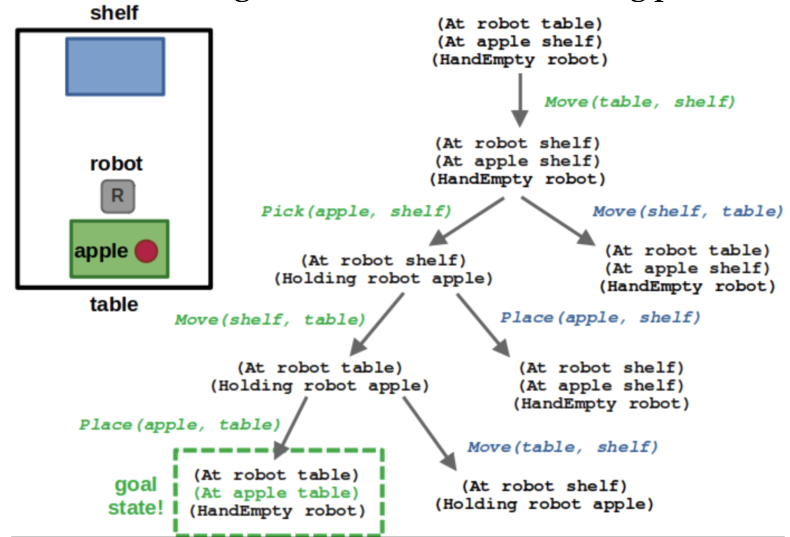 shelf
robot
R
apple
table
(At robot table)
(At apple shelf)
(HandEmpty robot)
Move(table, shelf)
(At robot shelf)
(At apple shelf)
(HandEmpty robot)
Pick(apple, shelf)
Move(shelf, table)
(At robot shelf)
(Holding robot apple)
(At robot table)
(At apple shelf)
(HandEmpty robot)
Move(shelf, table)
Place(apple, shelf)
(At robot table)
(Holding robot apple)
(At robot shelf)
(At apple shelf)
(HandEmpty robot)
Place(apple, table)
Move(table, shelf)
goal
state!
(At robot table)
(At apple table)
(HandEmpty robot)
(At robot shelf)
(Holding robot apple)